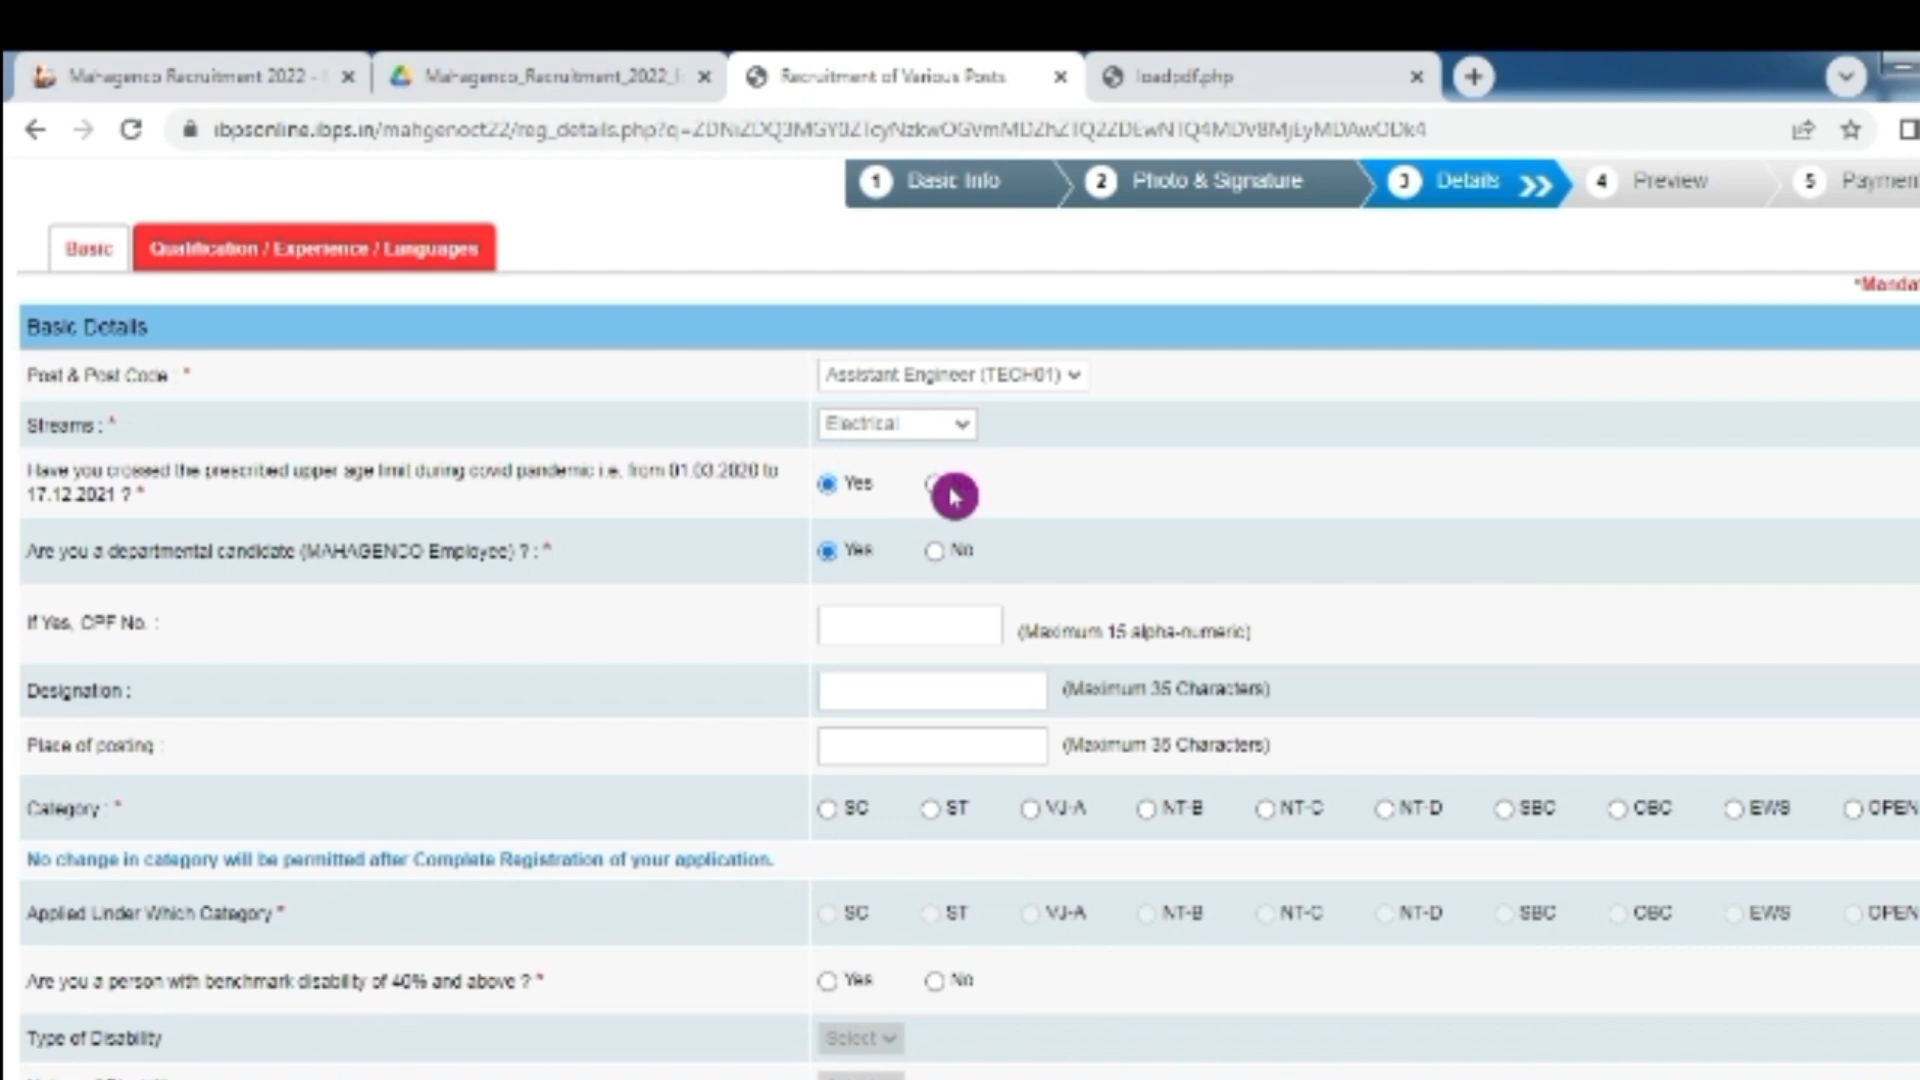 Mahagenco Recruitment 2022 -
Mahagenco_Recruitment_2022_
Recruitment of Various Posts
loadpdf.php
1 Basic Info
2 Photo & Signature
3 Details
4 Preview
5 Paymen
Basic
Qualification / Experience / Languages
*Manda
Basic Details
Post & Post Code : *
Assistant Engineer (TECH01)
Streams : *
Electrical
Have you crossed the prescribed upper age limit during covid pandemic i.e. from 01.03.2020 to
17.12.2021 ? *
Yes
Are you a departmental candidate (MAHAGENCO Employee) ? : *
Yes No
If Yes, CPF No. :
(Maximum 15 alpha-numeric)
Designation :
(Maximum 35 Characters)
Place of posting :
(Maximum 35 Characters)
Category : *
SC ST VJ-A NT-B NT-C NT-D SBC OBC EWS OPEN
No change in category will be permitted after Complete Registration of your application.
Applied Under Which Category *
SC ST VJ-A NT-B NT-C NT-D SBC OBC EWS OPEN
Are you a person with benchmark disability of 40% and above ? *
Yes No
Type of Disability
Select